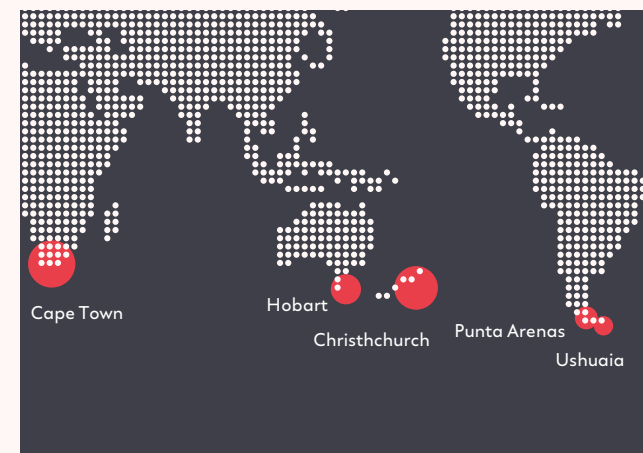 Cape Town
Hobart
Christhchurch
Punta Arenas
Ushuaia